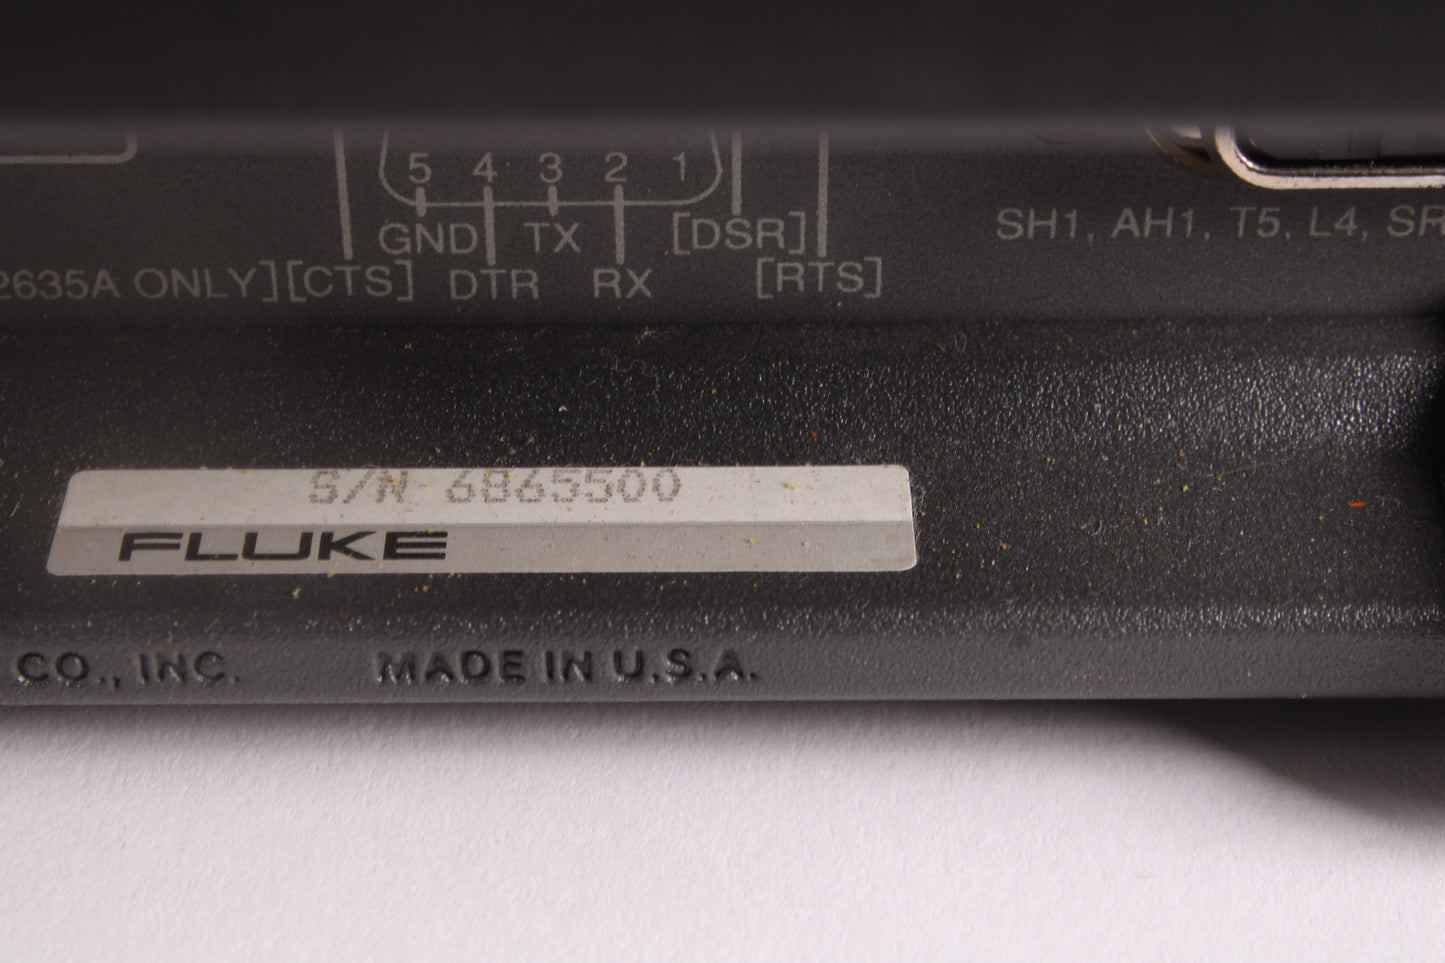 5 4 3 2 1
GND TX [DSR]
2635A ONLY] [CTS] DTR RX [RTS]
SH1, AH1, T5, L4, SR
S/N 6865500
FLUKE
CO., INC. MADE IN U.S.A.